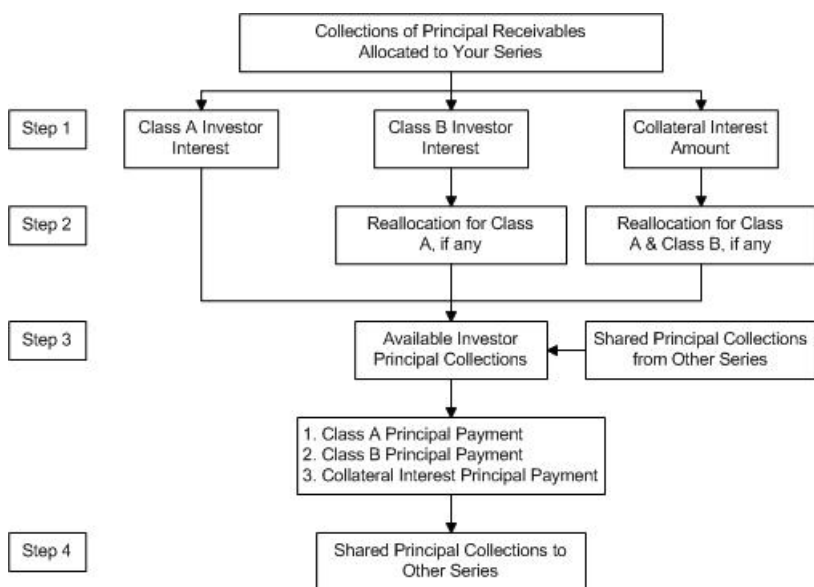 Collections of Principal Receivables
Allocated to Your Series
Step 1
Class A Investor
Interest
Class B Investor
Interest
Collateral Interest
Amount
Step 2
Reallocation for Class
A, if any
Reallocation for Class
A & Class B, if any
Step 3
Available Investor
Principal Collections
Shared Principal Collections
from Other Series
1. Class A Principal Payment
2. Class B Principal Payment
3. Collateral Interest Principal Payment
Step 4
Shared Principal Collections to
Other Series